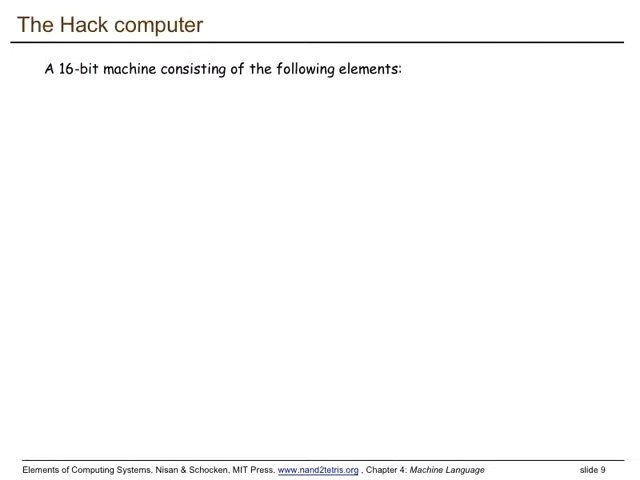 The Hack computer
A 16-bit machine consisting of the following elements:
Elements of Computing Systems, Nisan & Schocken, MIT Press, www.nand2tetris.org , Chapter 4: Machine Language slide 9